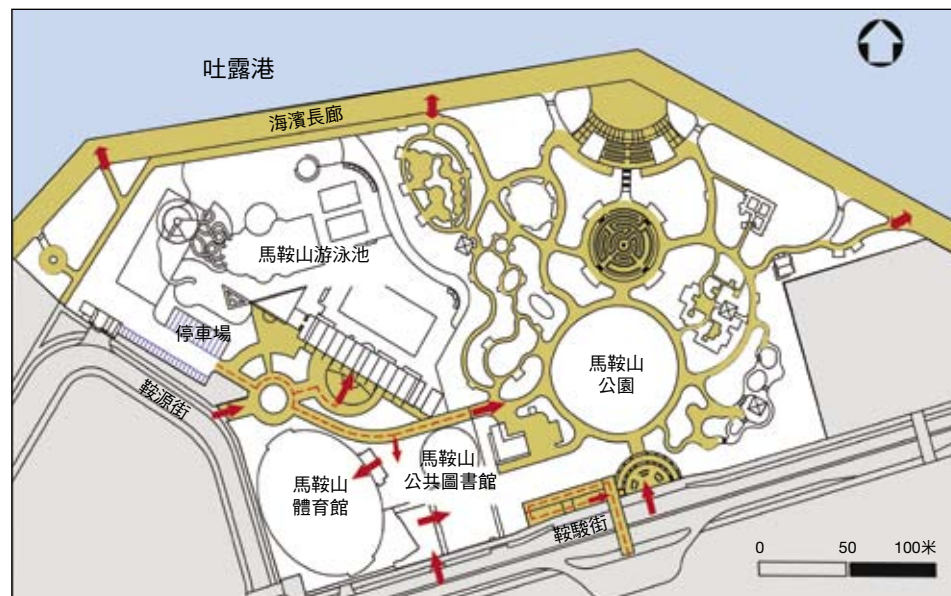 吐露港
海濱長廊
馬鞍山游泳池
停車場
鞍源街
馬鞍山
公園
馬鞍山
公共圖書館
馬鞍山
體育館
鞍駿街
0 50 100米